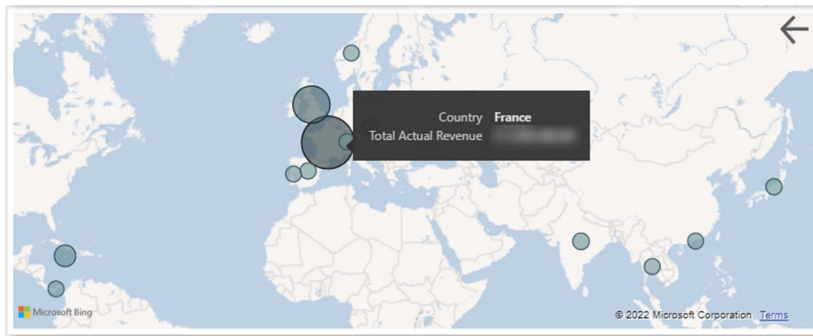 Country France
Total Actual Revenue
Microsoft Bing
© 2022 Microsoft Corporation Terms